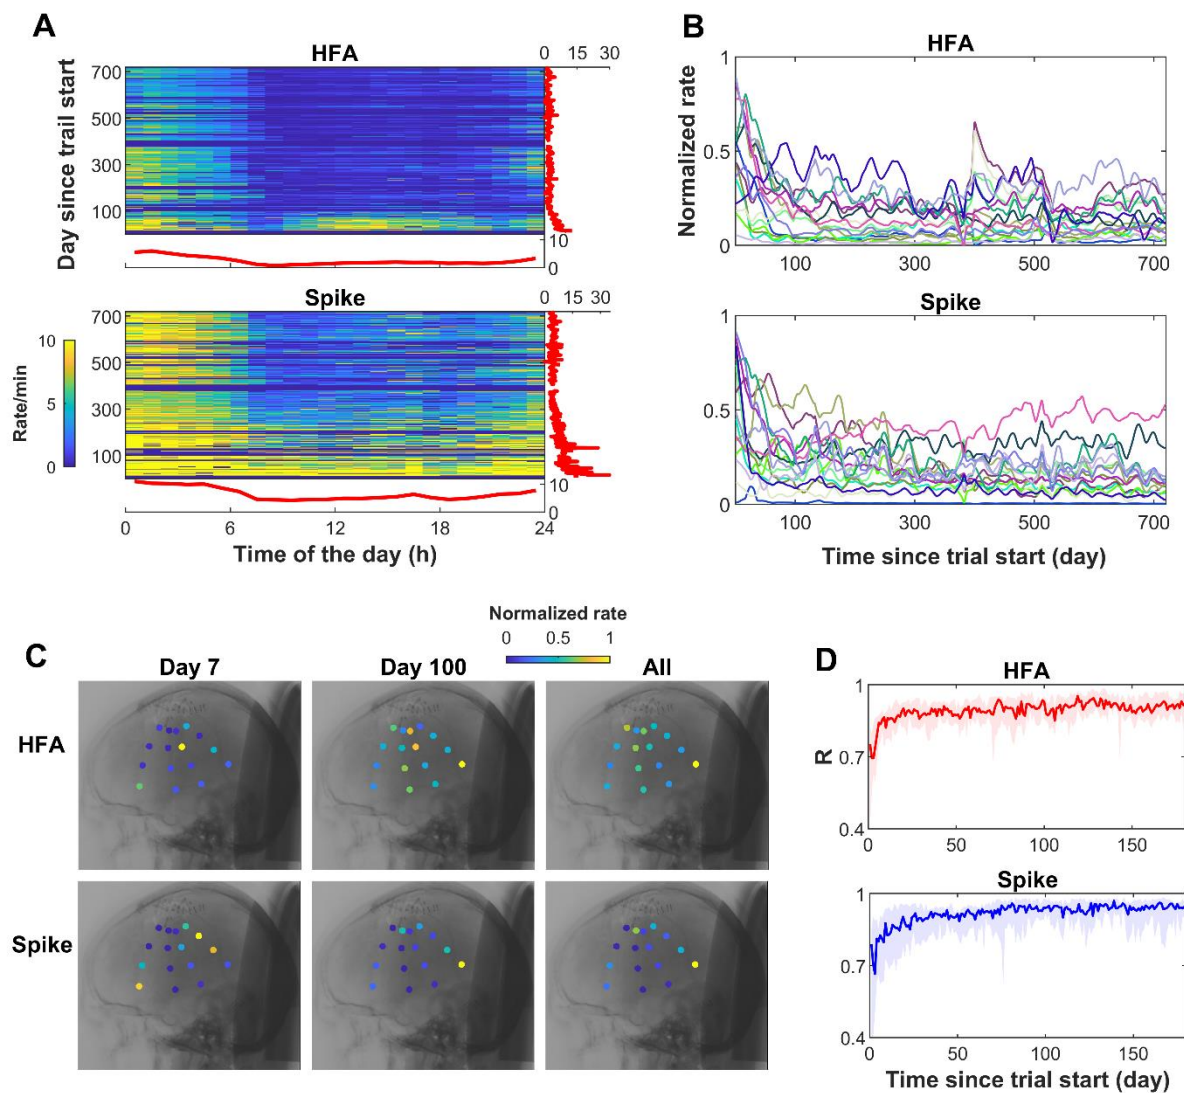 A
HFA
0 15 30
Day since trail start
700
500
300
100
10
0
Spike
0 15 30
Rate/min
10
5
0
700
500
300
100
10
0
0 6 12 18 24
Time of the day (h)
B
HFA
Normalized rate
1
0.5
0
100 300 500 700
Spike
1
0.5
0
100 300 500 700
Time since trial start (day)
C
Normalized rate
0 0.5 1
Day 7 Day 100 All
HFA
Spike
D
HFA
R
1
0.7
0.4
0 50 100 150
Spike
1
0.7
0.4
0 50 100 150
Time since trial start (day)